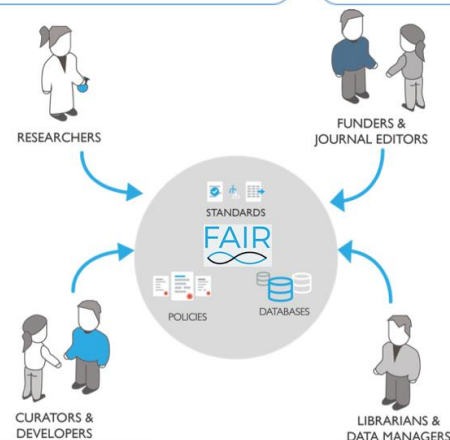 RESEARCHERS
FUNDERS &
JOURNAL EDITORS
STANDARDS
FAIR
POLICIES
DATABASES
CURATORS &
DEVELOPERS
LIBRARIANS &
DATA MANAGERS